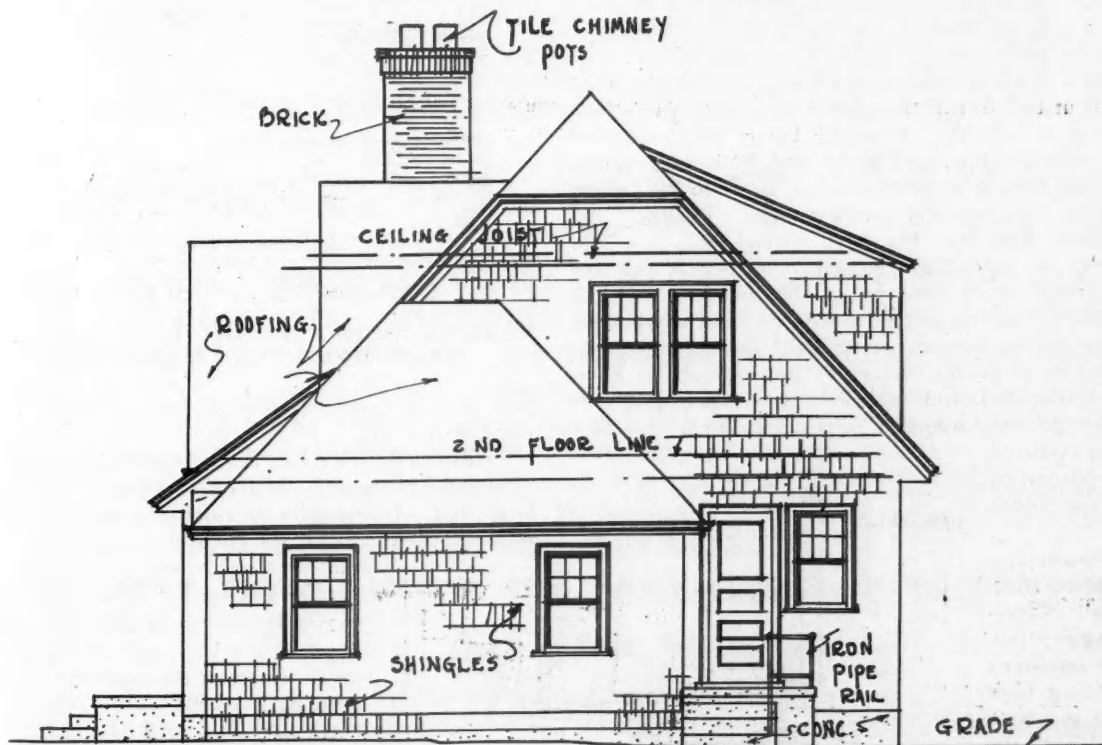 TILE CHIMNEY
POTS
BRICK
CEILING JOIST
ROOFING
2ND FLOOR LINE
SHINGLES
IRON
PIPE
RAIL
CONC.
GRADE